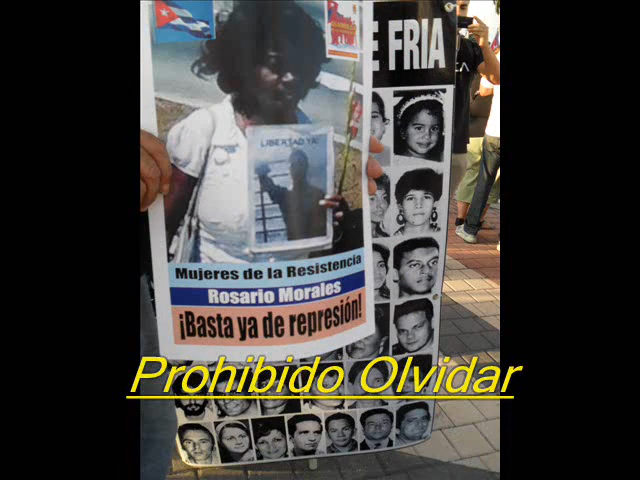 E FRIA
LIBERTAD YA!
Mujeres de la Resistencia
Rosario Morales
¡Basta ya de represión!
Prohibido Olvidar